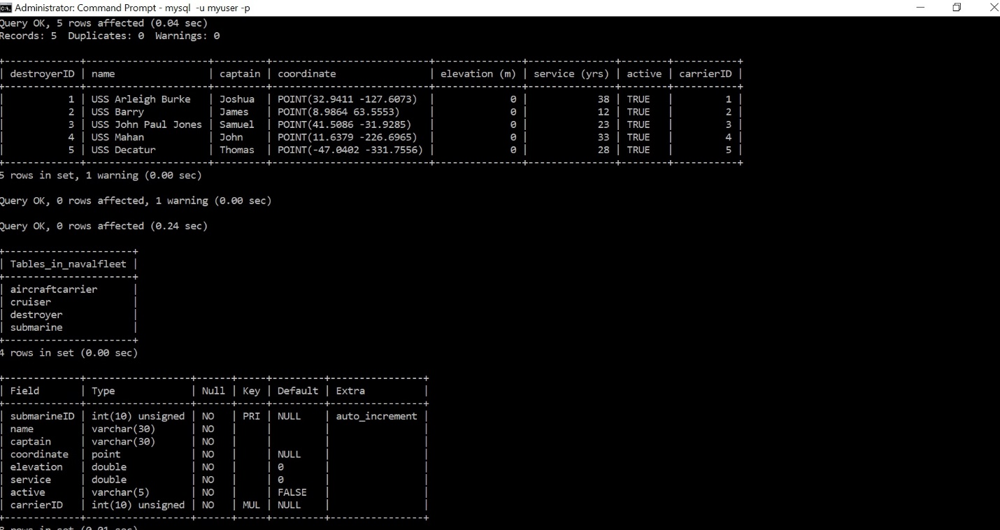 Administrator: Command Prompt - mysql  -u myuser -p
Query OK, 5 rows affected (0.04 sec)
Records: 5  Duplicates: 0  Warnings: 0
+-------------+---------------------+---------+----------------------------+---------------+---------------+--------+-----------+
| destroyerID | name                | captain | coordinate                 | elevation (m) | service (yrs) | active | carrierID |
+-------------+---------------------+---------+----------------------------+---------------+---------------+--------+-----------+
|           1 | USS Arleigh Burke   | Joshua  | POINT(32.9411 -127.6073)   |             0 |            38 | TRUE   |         1 |
|           2 | USS Barry           | James   | POINT(8.9864 63.5553)      |             0 |            12 | TRUE   |         2 |
|           3 | USS John Paul Jones | Samuel  | POINT(41.5086 -31.9285)    |             0 |            23 | TRUE   |         3 |
|           4 | USS Mahan           | John    | POINT(11.6379 -226.6965)   |             0 |            33 | TRUE   |         4 |
|           5 | USS Decatur         | Thomas  | POINT(-47.0402 -331.7556)  |             0 |            28 | TRUE   |         5 |
+-------------+---------------------+---------+----------------------------+---------------+---------------+--------+-----------+
5 rows in set, 1 warning (0.00 sec)
Query OK, 0 rows affected, 1 warning (0.00 sec)
Query OK, 0 rows affected (0.24 sec)
+----------------------+
| Tables_in_navalfleet |
+----------------------+
| aircraftcarrier      |
| cruiser              |
| destroyer            |
| submarine            |
+----------------------+
4 rows in set (0.00 sec)
+-------------+------------------+------+-----+---------+----------------+
| Field       | Type             | Null | Key | Default | Extra          |
+-------------+------------------+------+-----+---------+----------------+
| submarineID | int(10) unsigned | NO   | PRI | NULL    | auto_increment |
| name        | varchar(30)      | NO   |     |         |                |
| captain     | varchar(30)      | NO   |     |         |                |
| coordinate  | point            | NO   |     | NULL    |                |
| elevation   | double           | NO   |     | 0       |                |
| service     | double           | NO   |     | 0       |                |
| active      | varchar(5)       | NO   |     | FALSE   |                |
| carrierID   | int(10) unsigned | NO   | MUL | NULL    |                |
+-------------+------------------+------+-----+---------+----------------+
8 rows in set (0.01 sec)